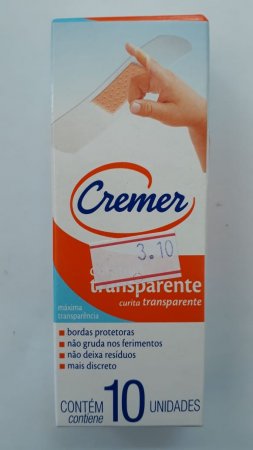 Cremer
3.10
transparente
curita transparente
máxima
transparência
bordas protetoras
não gruda nos ferimentos
não deixa resíduos
mais discreto
CONTÉM 10 UNIDADES
contiene